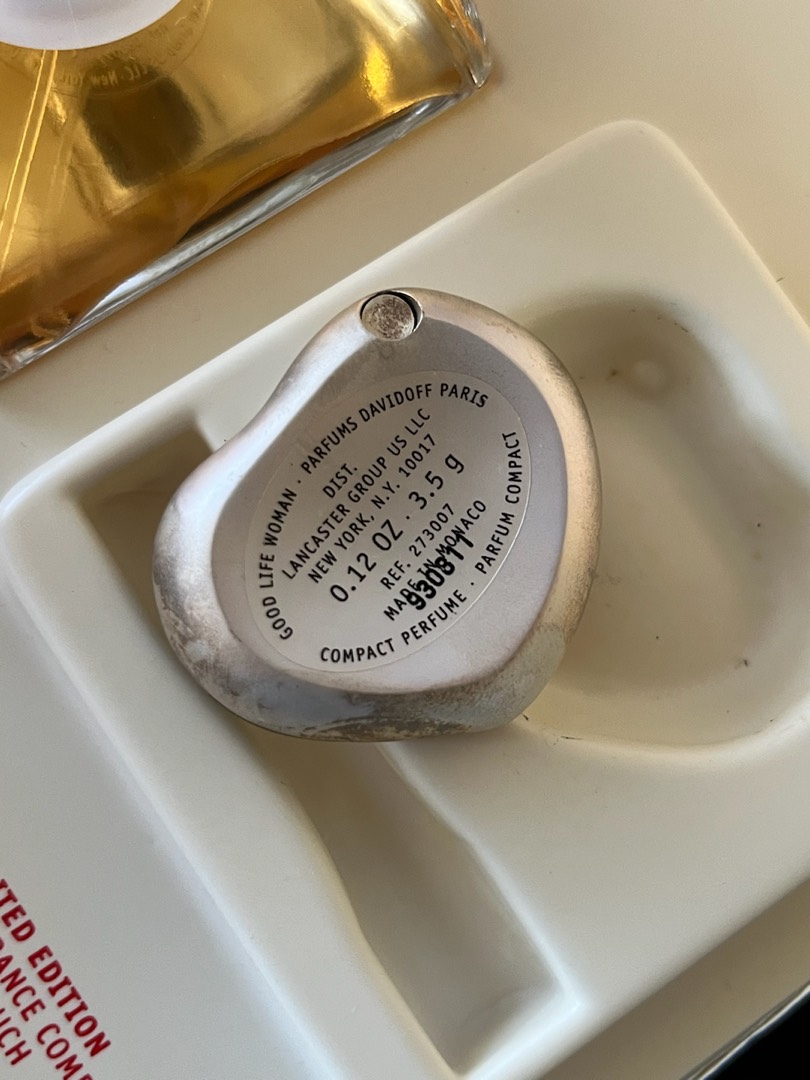 GOOD LIFE WOMAN · PARFUMS DAVIDOFF PARIS
DIST.
LANCASTER GROUP US LLC
NEW YORK, N.Y. 10017
0.12 OZ . 3.5 g
REF. 273007
MADE IN MONACO
930811
COMPACT PERFUME · PARFUM COMPACT
EDITION